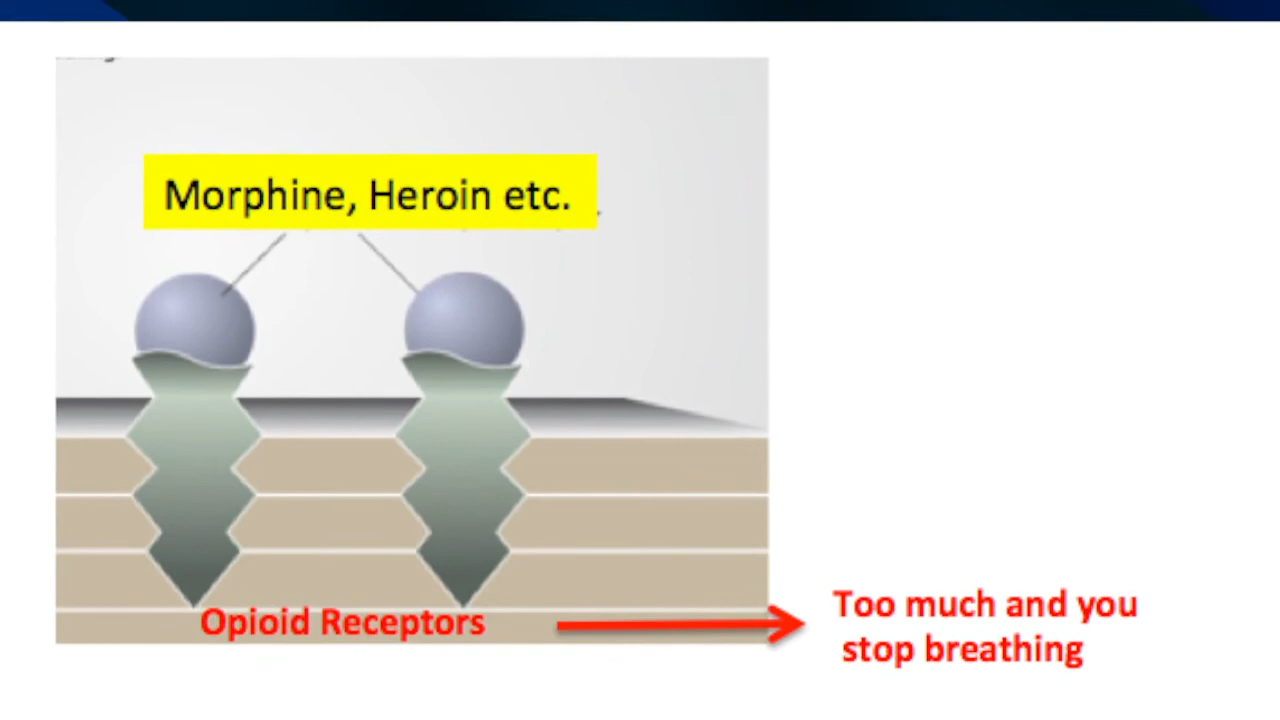 Morphine, Heroin etc.
Opioid Receptors
Too much and you
stop breathing